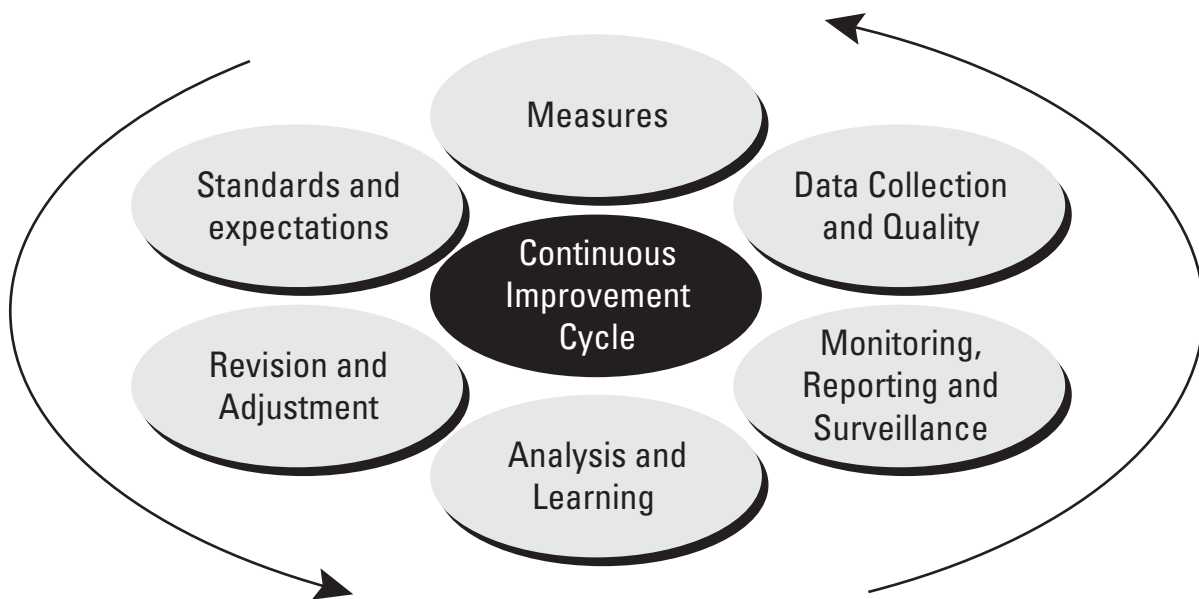 Measures
Standards and
expectations
Data Collection
and Quality
Continuous
Improvement
Cycle
Revision and
Adjustment
Monitoring,
Reporting and
Surveillance
Analysis and
Learning